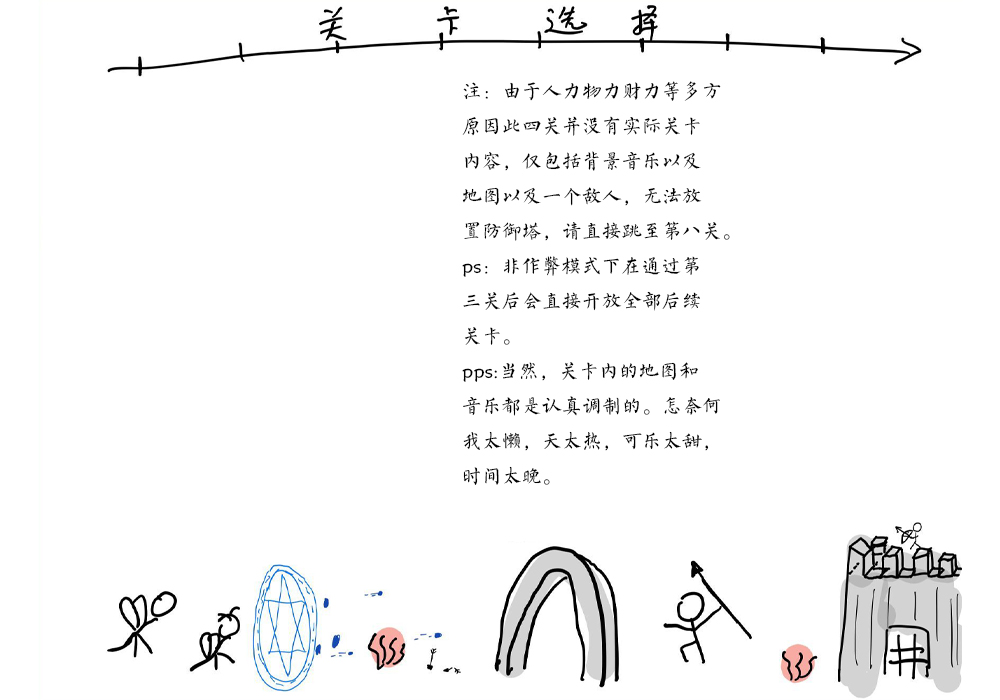 关卡选择
注：由于人力物力财力等多方
原因此四关并没有实际关卡
内容，仅包括背景音乐以及
地图以及一个敌人，无法放
置防御塔，请直接跳至第八关。
ps：非作弊模式下在通过第
三关后会直接开放全部后续
关卡。
pps:当然，关卡内的地图和
音乐都是认真调制的。怎奈何
我太懒，天太热，可乐太甜，
时间太晚。